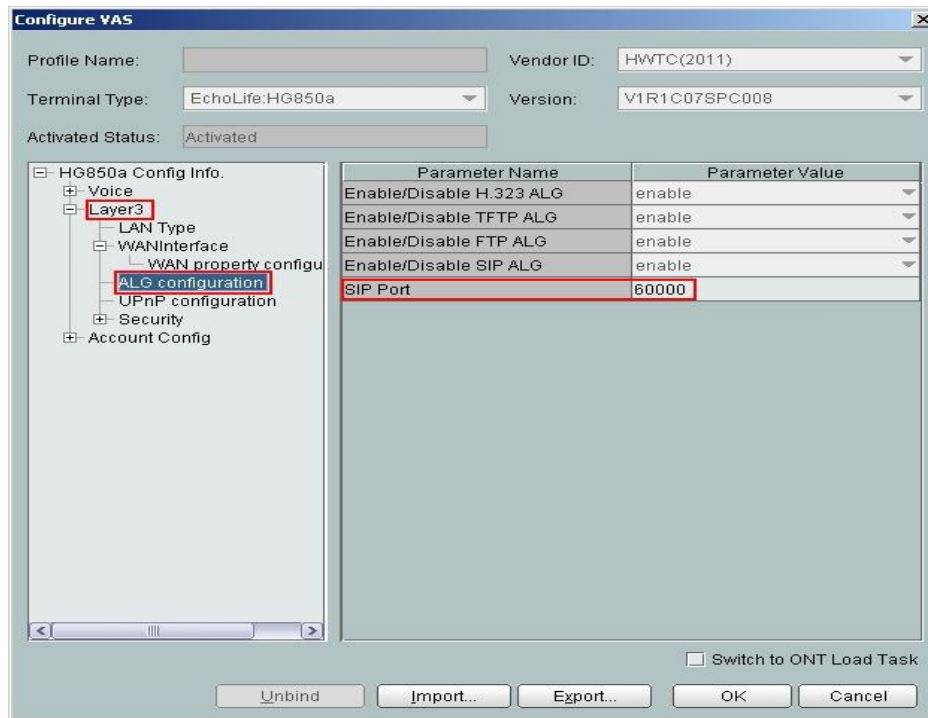 Configure VAS
Profile Name:
Vendor ID: HWTC(2011)
Terminal Type: EchoLife:HG850a
Version: V1R1C07SPC008
Activated Status: Activated
HG850a Config Info.
Voice
Layer3
LAN Type
WANInterface
WAN property configu
ALG configuration
UPnP configuration
Security
Account Config
Parameter Name Parameter Value
Enable/Disable H.323 ALG enable
Enable/Disable TFTP ALG enable
Enable/Disable FTP ALG enable
Enable/Disable SIP ALG enable
SIP Port 60000
Switch to ONT Load Task
Unbind Import... Export... OK Cancel